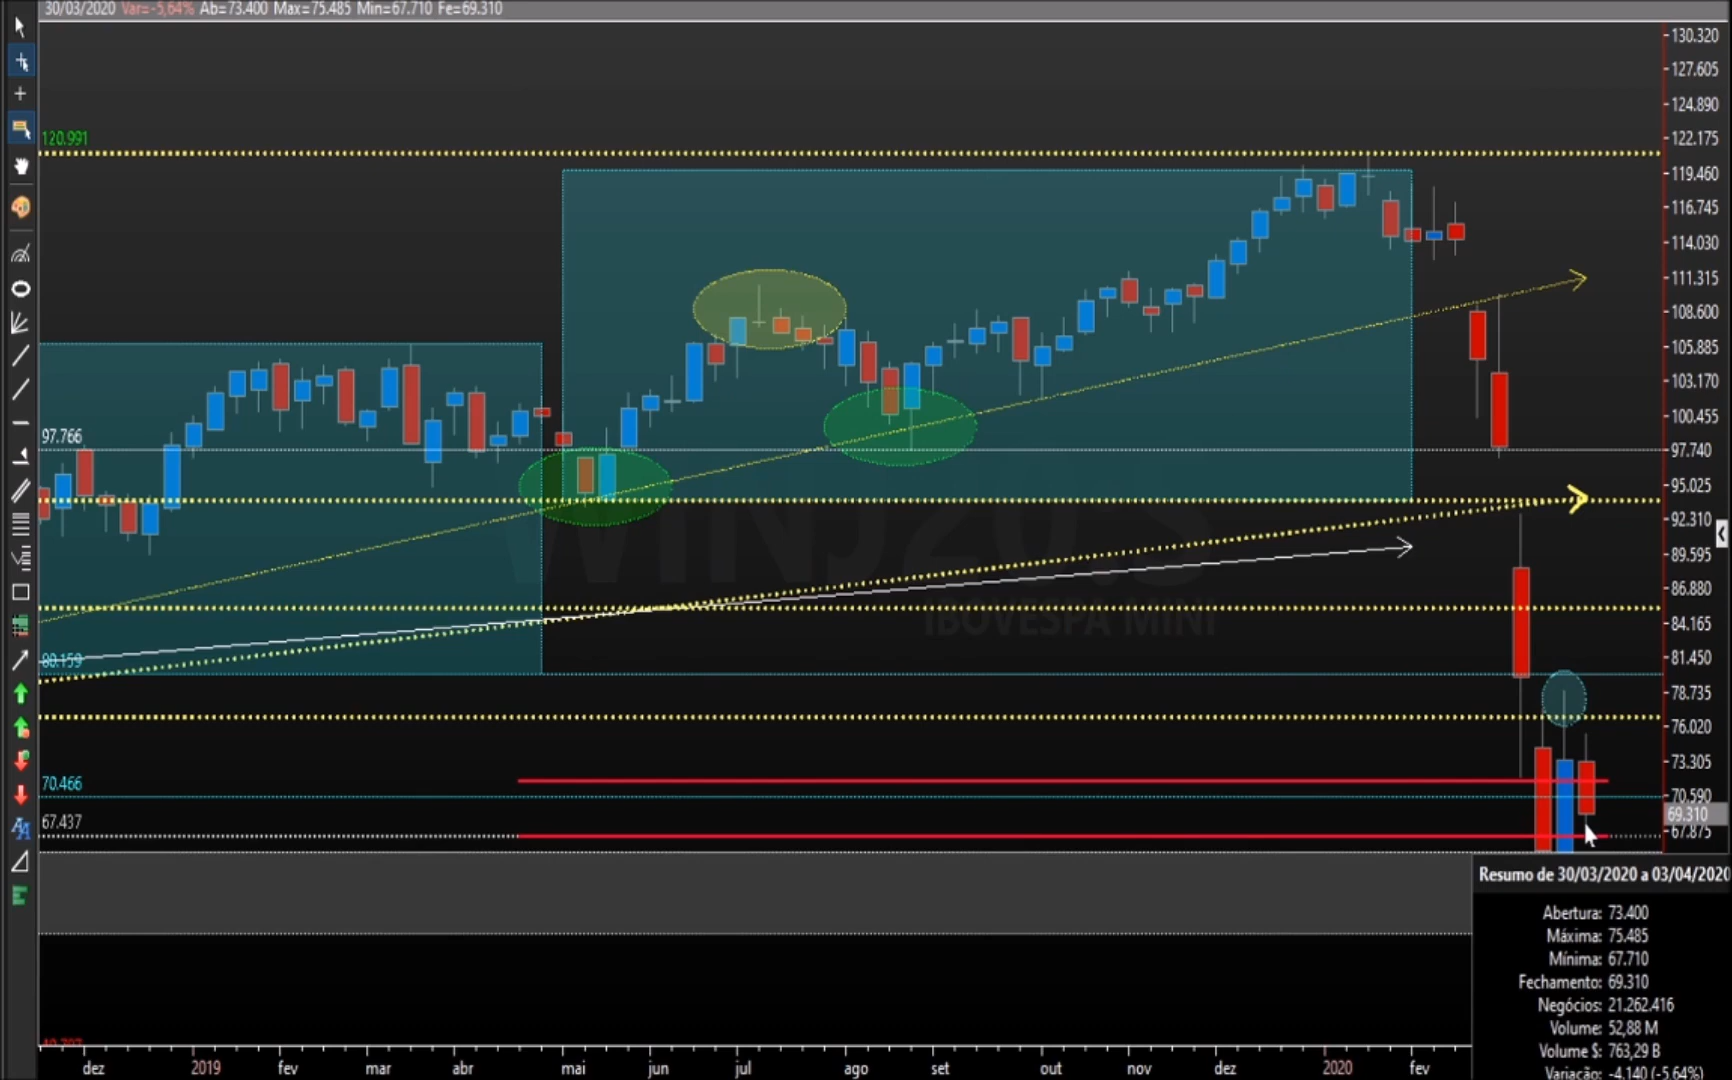 30/03/2020 Var=-5,64% Ab=73.400 Max=75.485 Min=67.710 Fe=69.310
130.320
127.605
124.890
120.991
122.175
119.460
116.745
114.030
111.315
108.600
105.885
103.170
100.455
97.766
97.740
95.025
92.310
WINJ20
89.595
86.880
IBOVESPA MINI
84.165
80.159
81.450
78.735
76.020
73.305
70.466
70.590
69.310
67.437
67.875
Resumo de 30/03/2020 a 03/04/2020
Abertura: 73.400
Máxima: 75.485
Mínima: 67.710
Fechamento: 69.310
Negócios: 21.262.416
Volume: 52,88 M
Volume $: 763,29 B
Variação: -4.140 (-5.64%)
dez 2019 fev mar abr mai jun jul ago set out nov dez 2020 fev